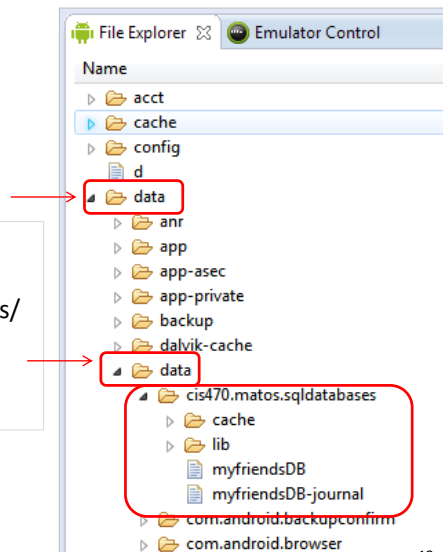 File Explorer Emulator Control
Name
acct
cache
config
d
data
anr
app
app-asec
s/
app-private
backup
dalvik-cache
data
cis470.matos.sqldatabases
cache
lib
myfriendsDB
myfriendsDB-journal
com.android.backupconfirm
com.android.browser